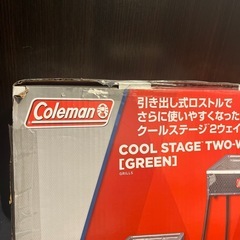 Coleman
引き出し式ロストルで
さらに使いやすくなった
クールステージ 2ウェイ
COOL STAGE TWO-W
[GREEN]
GRILLS